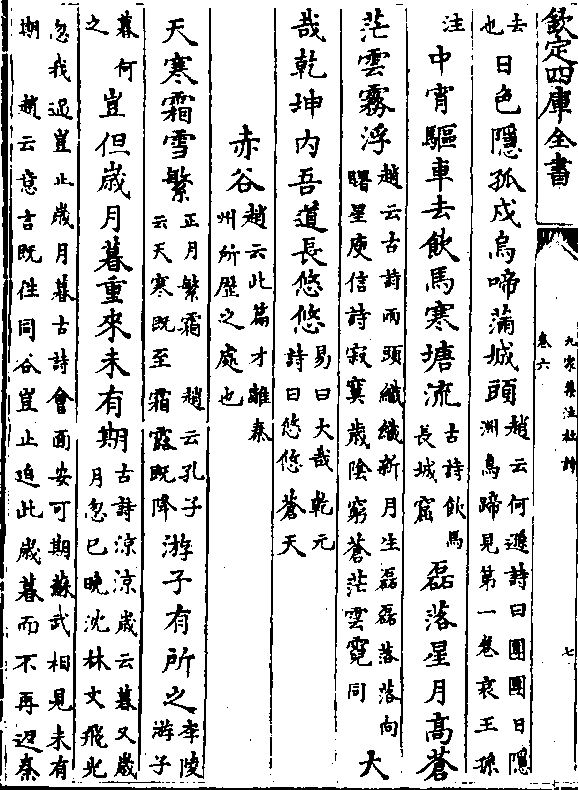 欽定四庫全書
九家集注杜詩
卷六
七
去
也
日色隱孤戍烏啼滿城頭
趙云何遜詩曰團團日隱
洲烏蹄見第一卷哀王孫
注
中宵驅車去飲馬寒塘流
古詩飲馬
長城窟
磊落星月高蒼
茫雲霧浮
趙云古詩兩頭纖纖新月生磊磊落落向
曙星庾信詩寂寞歲陰窮蒼茫雲霓同
大
哉乾坤内吾道長悠悠
易曰大哉乾元
詩曰悠悠蒼天
赤谷
趙云此篇才離秦
州所歷之處也
天寒霜雪繁
正月繁霜 趙云孔子
云天寒既至霜露既降
游子有所之
李陵
游子
暮何
之
豈但歲月暮重來未有期
古詩涼涼歲云暮又歲
月忽已晚沈林文飛光
忽我遒豈止歲月暮古詩會面安可期蘇武相見未有
期 趙云意言既徃同谷豈止迫此歲暮而不再迈秦